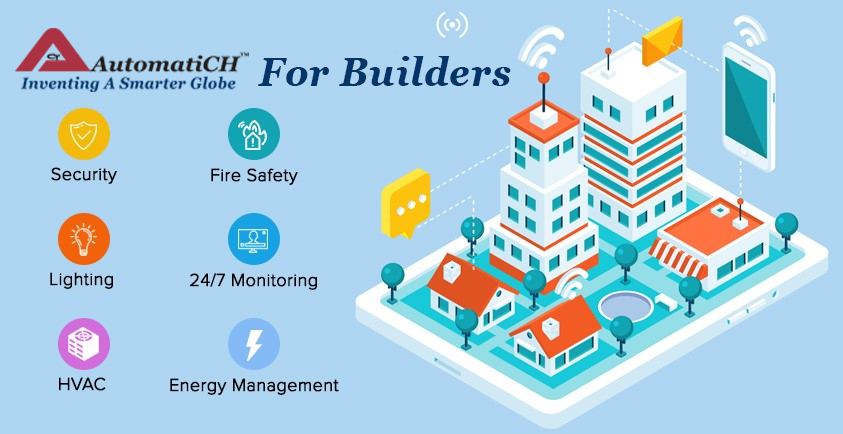 AutomatiCH™
Inventing A Smarter Globe
For Builders
Security
Fire Safety
Lighting
24/7 Monitoring
HVAC
Energy Management